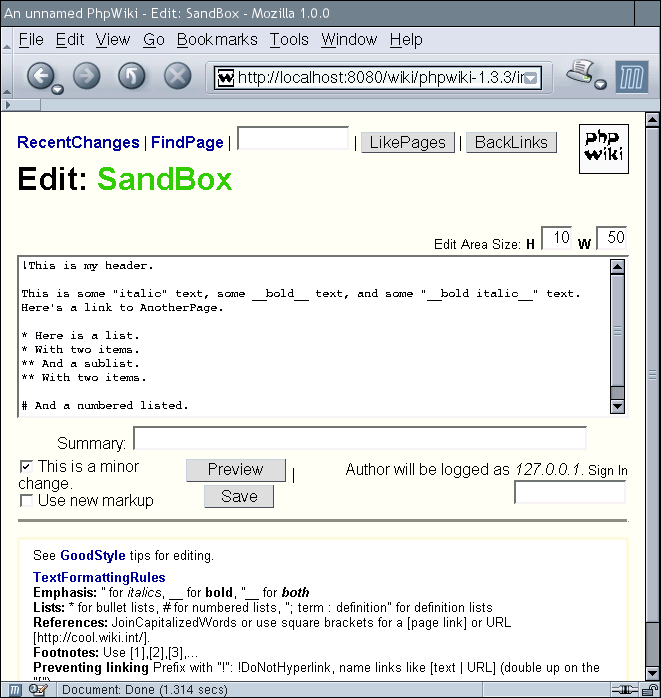 An unnamed PhpWiki - Edit: SandBox - Mozilla 1.0.0
File Edit View Go Bookmarks Tools Window Help
http://localhost:8080/wiki/phpwiki-1.3.3/in
RecentChanges | FindPage | | LikePages | BackLinks
php
wiki
Edit: SandBox
Edit Area Size: H 10 W 50
!This is my header.
This is some "italic" text, some __bold__ text, and some "__bold italic__" text.
Here's a link to AnotherPage.
* Here is a list.
* With two items.
** And a sublist.
** With two items.
# And a numbered listed.
Summary:
This is a minor change.
Use new markup
Preview |
Save
Author will be logged as 127.0.0.1. Sign In
See GoodStyle tips for editing.
TextFormattingRules
Emphasis: '' for italics, __ for bold, ''__ for both
Lists: * for bullet lists, # for numbered lists, "; term : definition" for definition lists
References: JoinCapitalizedWords or use square brackets for a [page link] or URL
[http://cool.wiki.int/].
Footnotes: Use [1],[2],[3],...
Preventing linking Prefix with "!": !DoNotHyperlink, name links like [text | URL] (double up on the
Document: Done (1.314 secs)